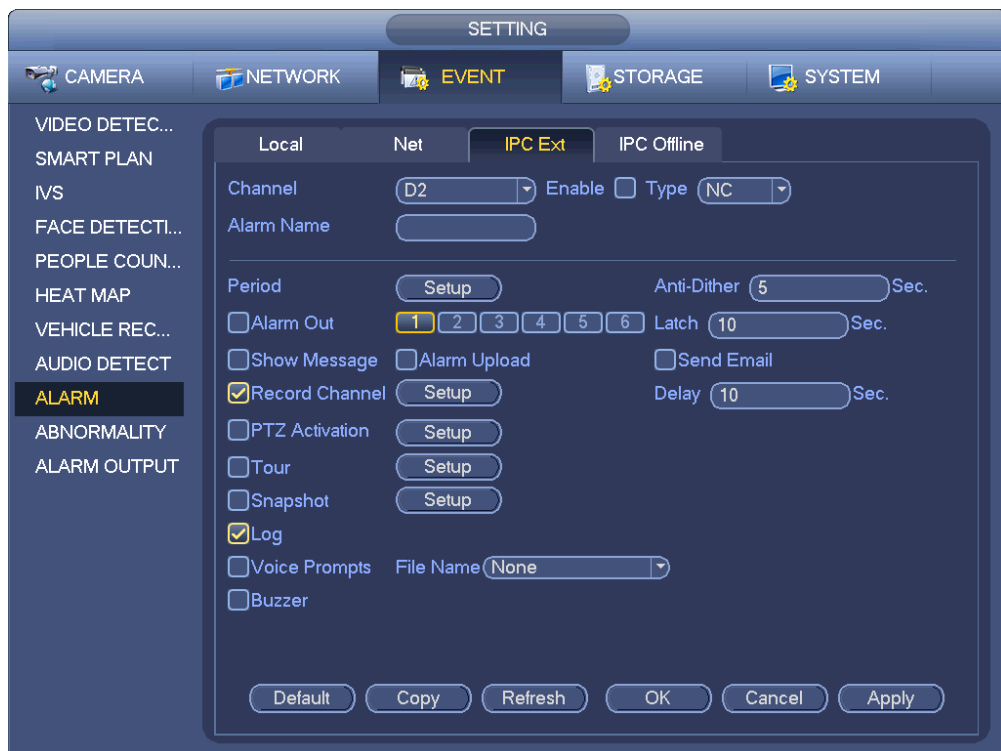 SETTING
CAMERA NETWORK EVENT STORAGE SYSTEM
VIDEO DETEC...
SMART PLAN
IVS
FACE DETECTI...
PEOPLE COUN...
HEAT MAP
VEHICLE REC...
AUDIO DETECT
ALARM
ABNORMALITY
ALARM OUTPUT
Local Net IPC Ext IPC Offline
Channel D2 Enable Type NC
Alarm Name
Period Setup Anti-Dither 5 Sec.
Alarm Out 1 2 3 4 5 6 Latch 10 Sec.
Show Message Alarm Upload Send Email
Record Channel Setup Delay 10 Sec.
PTZ Activation Setup
Tour Setup
Snapshot Setup
Log
Voice Prompts File Name None
Buzzer
Default Copy Refresh OK Cancel Apply